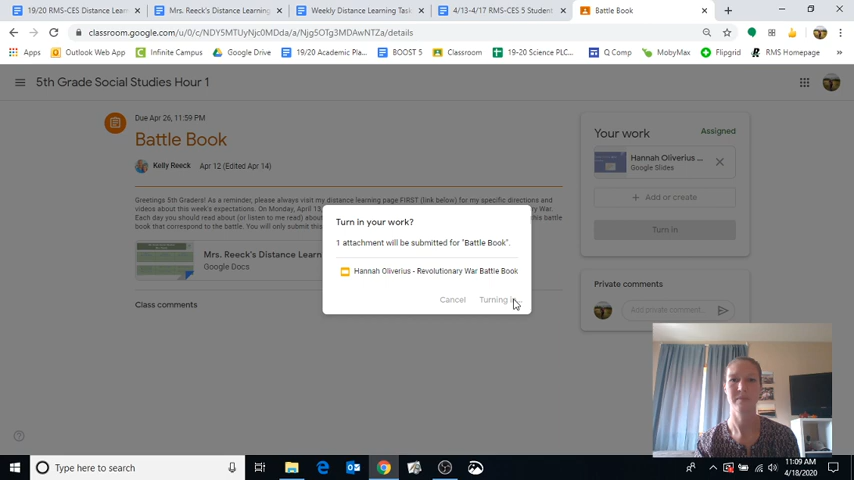 19/20 RMS-CES Distance Lear
Mrs. Reeck's Distance Learning
Weekly Distance Learning Task
4/13-4/17 RMS-CES 5 Student
Battle Book
classroom.google.com/u/0/c/NDY5MTUyNjc0MDda/a/Njg5OTg3MDAwNTZa/details
Apps
Outlook Web App
Infinite Campus
Google Drive
19/20 Academic Pla...
BOOST 5
Classroom
19-20 Science PLC...
Q Comp
MobyMax
Flipgrid
RMS Homepage
5th Grade Social Studies Hour 1
Due Apr 26, 11:59 PM
Battle Book
Kelly Reeck Apr 12 (Edited Apr 14)
Greetings 5th Graders! As a reminder, please always visit my distance learning page FIRST (link below) for my specific directions and
videos about this week's expectations. On Monday, April 13,
Each day you should read about (or listen to me read) about
book that correspond to the battle. You will only submit this
ary War.
this battle
Mrs. Reeck's Distance Learn
Google Docs
Class comments
Your work
Assigned
Hannah Oliverius ...
Google Slides
Add or create
Turn in
Private comments
Add private comment...
Turn in your work?
1 attachment will be submitted for "Battle Book".
Hannah Oliverius - Revolutionary War Battle Book
Cancel
Turning
Type here to search
11:09 AM
4/18/2020